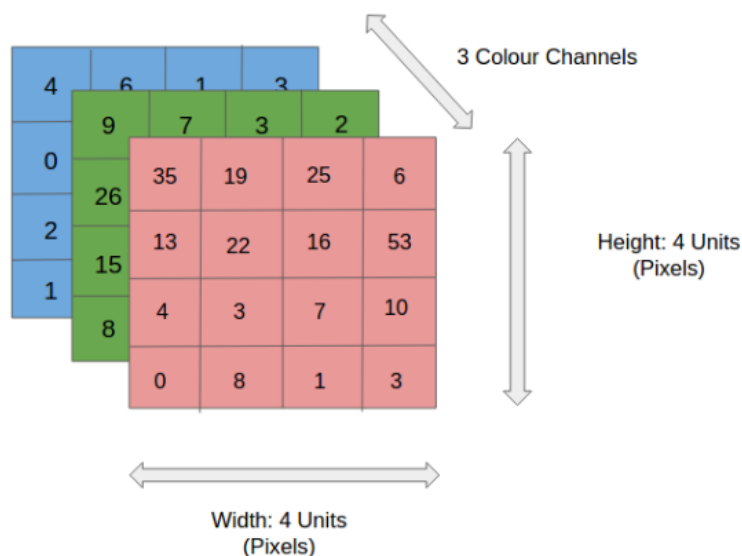 3 Colour Channels
4 6 1 3
9 7 3 2
35 19 25 6
0
26
13 22 16 53
Height: 4 Units
(Pixels)
2
15
4 3 7 10
1
8
0 8 1 3
Width: 4 Units
(Pixels)